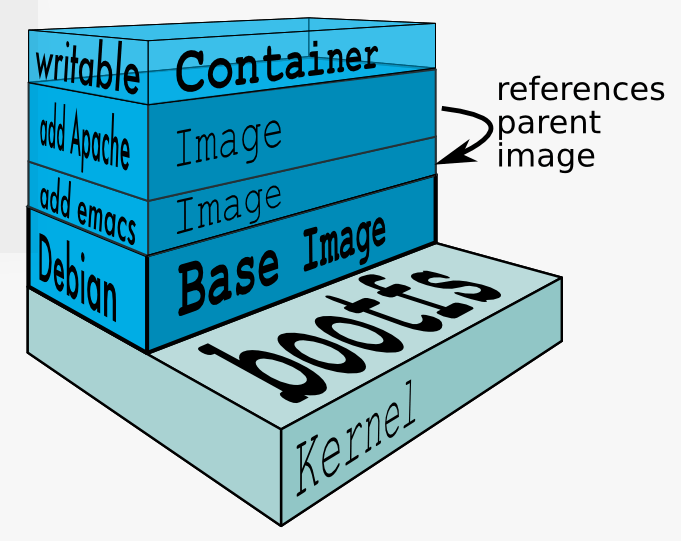 writable Container
add Apache Image
add emacs Image
Debian Base Image
bootfs
Kernel
references
parent
image